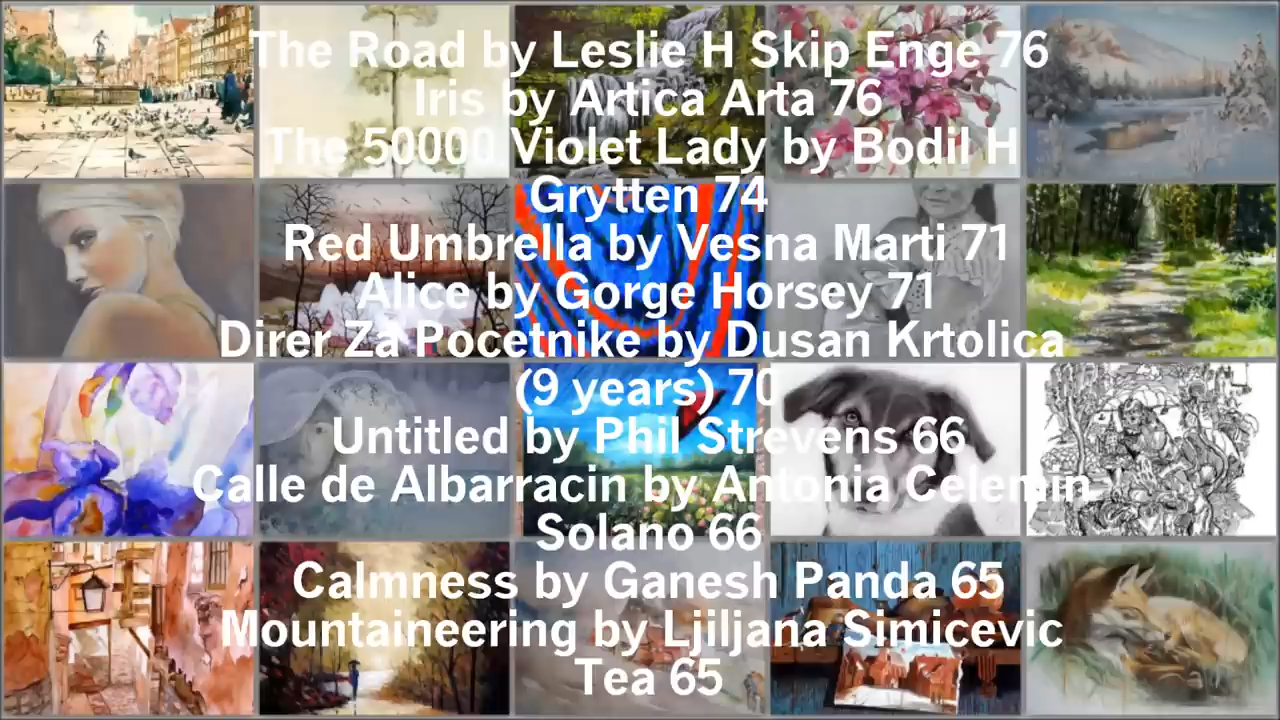 The Road by Leslie H Skip Enge 76
Iris by Artica Arta 76
The 50000 Violet Lady by Bodil H
Grytten 74
Red Umbrella by Vesna Marti 71
Alice by Gorge Horsey 71
Direr Za Pocetnike by Dusan Krtolica
(9 years) 70
Untitled by Phil Strevens 66
Calle de Albarracin by Antonia Celemin
Solano 66
Calmness by Ganesh Panda 65
Mountaineering by Ljiljana Simicevic
Tea 65